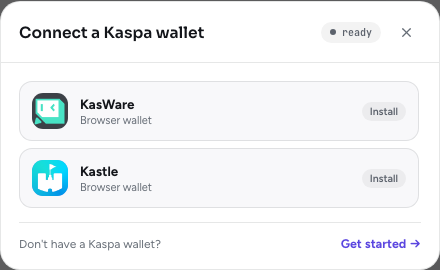 Connect a Kaspa wallet
ready
KasWare
Browser wallet
Install
Kastle
Browser wallet
Install
Don't have a Kaspa wallet?
Get started →